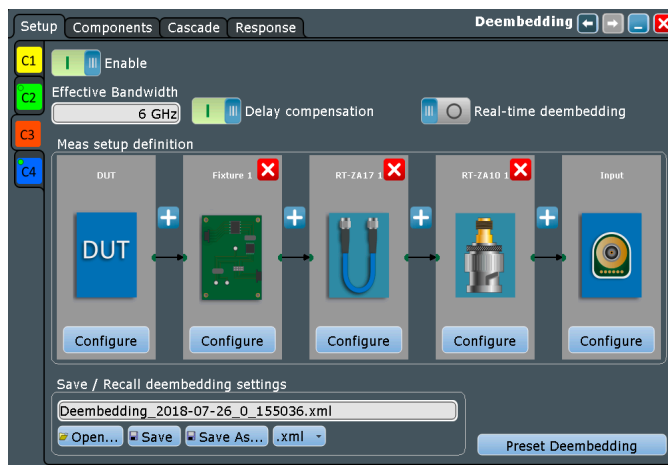 Setup Components Cascade Response Deembedding
C1 Enable
C2 Effective Bandwidth
6 GHz Delay compensation Real-time deembedding
C3 Meas setup definition
C4 DUT Fixture 1 RT-ZA17 1 RT-ZA10 1 Input
DUT
Configure Configure Configure Configure Configure
Save / Recall deembedding settings
Deembedding_2018-07-26_0_155036.xml
Open... Save Save As... .xml Preset Deembedding